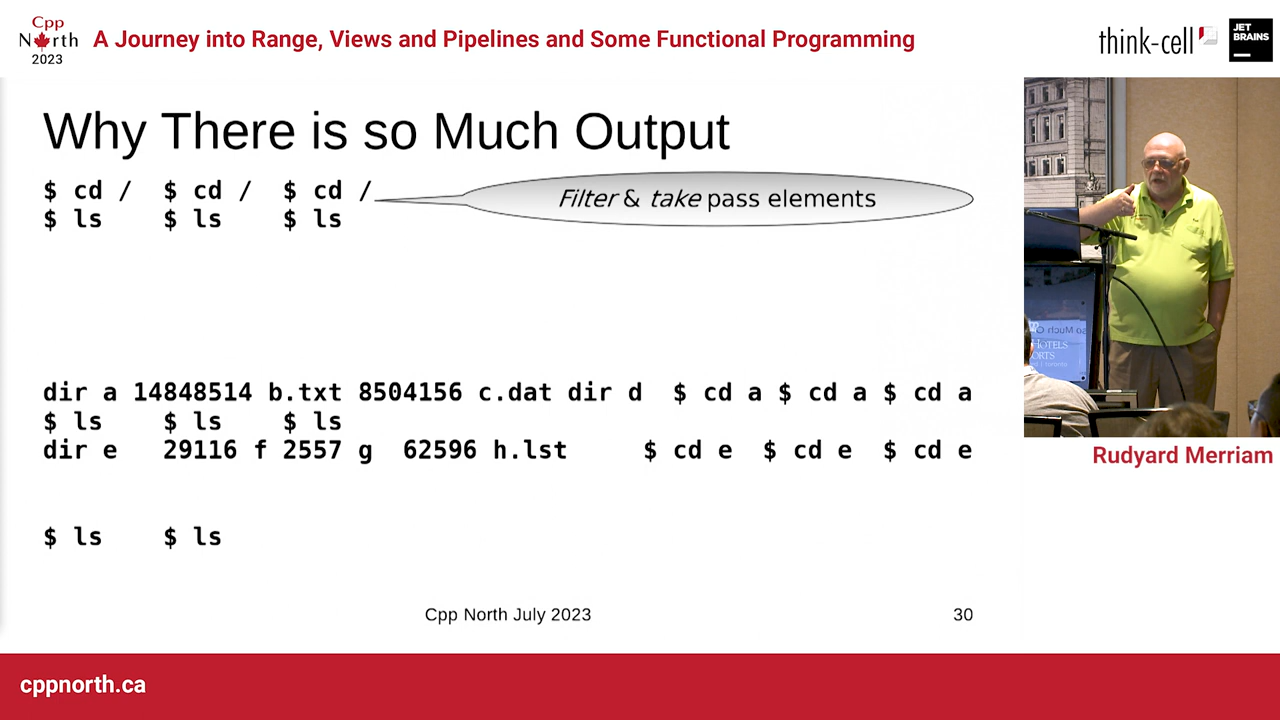 Cpp
North
2023
A Journey into Range, Views and Pipelines and Some Functional Programming
think-cell
JET
BRAINS
Why There is so Much Output
$ cd / $ cd / $ cd /
Filter & take pass elements
$ ls $ ls $ ls
dir a 14848514 b.txt 8504156 c.dat dir d $ cd a $ cd a $ cd a
$ ls $ ls $ ls
dir e 29116 f 2557 g 62596 h.lst $ cd e $ cd e $ cd e
$ ls $ ls
Cpp North July 2023
30
HOTELS
Rudyard Merriam
cppnorth.ca